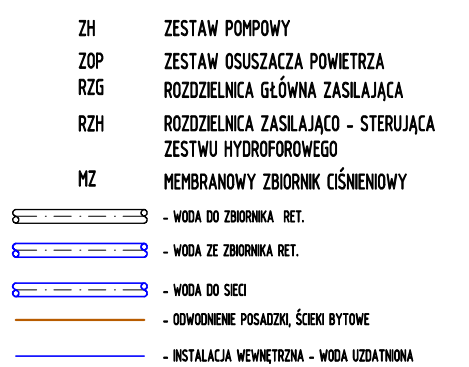 ZH ZESTAW POMPOWY
ZOP ZESTAW OSUSZACZA POWIETRZA
RZG ROZDZIELNICA GŁÓWNA ZASILAJĄCA
RZH ROZDZIELNICA ZASILAJĄCO - STERUJĄCA
ZESTWU HYDROFOROWEGO
MZ MEMBRANOWY ZBIORNIK CIŚNIENIOWY
- WODA DO ZBIORNIKA RET.
- WODA ZE ZBIORNIKA RET.
- WODA DO SIECI
- ODWODNIENIE POSADZKI, ŚCIEKI BYTOWE
- INSTALACJA WEWNĘTRZNA - WODA UZDATNIONA